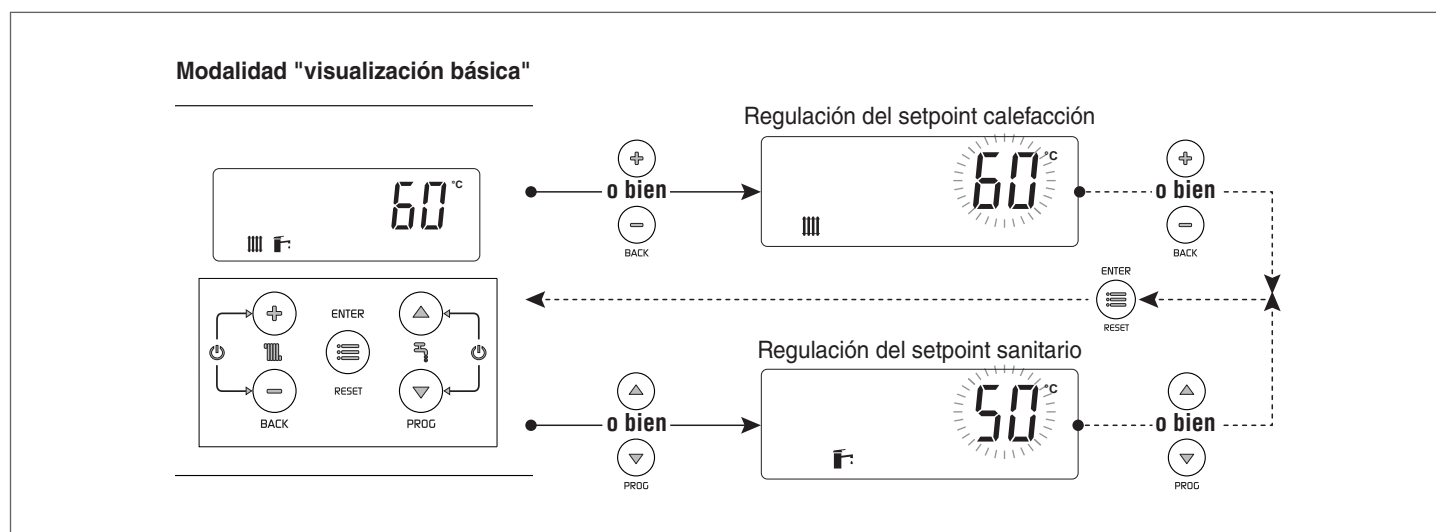 Modalidad "visualización básica"
60 °C
ENTER
RESET
BACK
PROG
o bien
BACK
Regulación del setpoint calefacción
60 °C
o bien
BACK
ENTER
RESET
o bien
PROG
Regulación del setpoint sanitario
50 °C
o bien
PROG